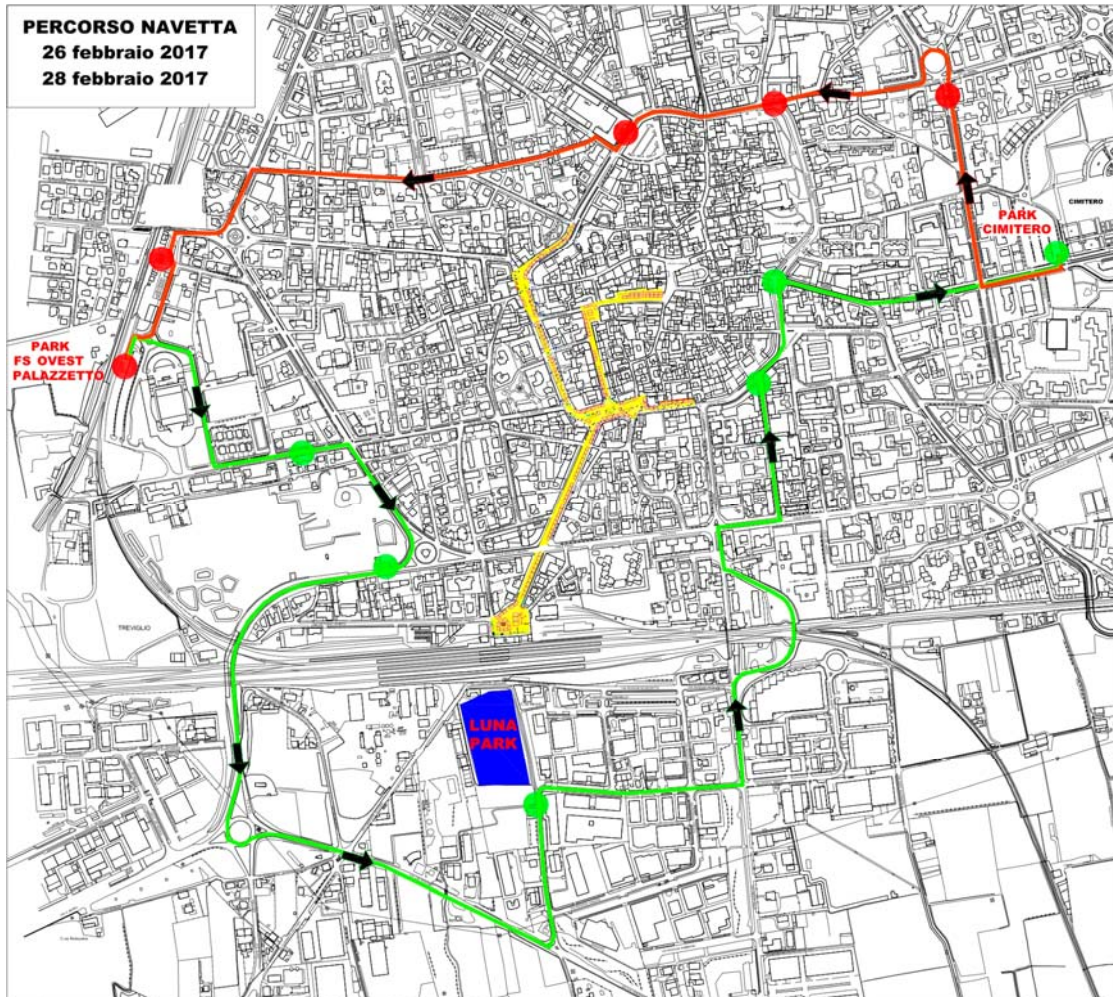 PERCORSO NAVETTA
26 febbraio 2017
28 febbraio 2017
PARK
CIMITERO
CIMITERO
PARK
FS OVEST
PALAZZETTO
TREVIGLIO
LUNA
PARK